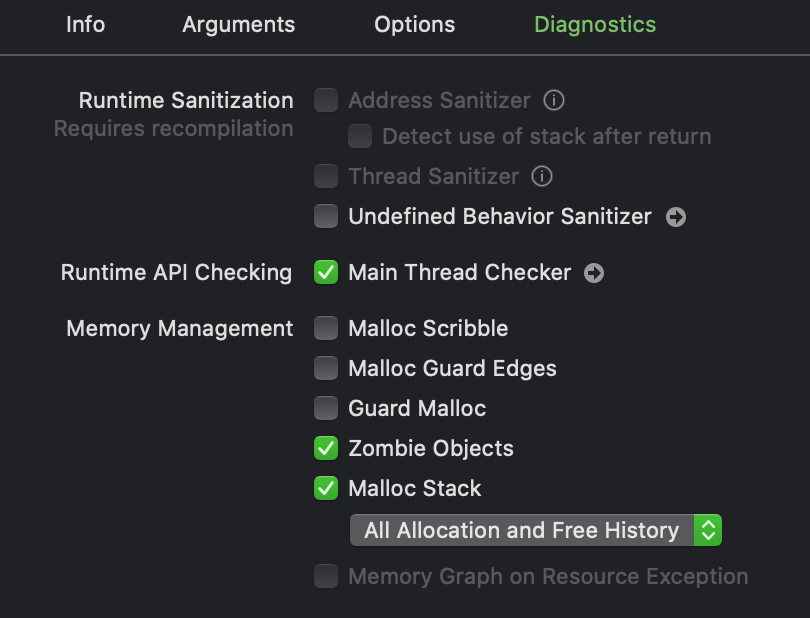 Info Arguments Options Diagnostics
Runtime Sanitization Address Sanitizer
Requires recompilation Detect use of stack after return
Thread Sanitizer
Undefined Behavior Sanitizer
Runtime API Checking Main Thread Checker
Memory Management Malloc Scribble
Malloc Guard Edges
Guard Malloc
Zombie Objects
Malloc Stack
All Allocation and Free History
Memory Graph on Resource Exception